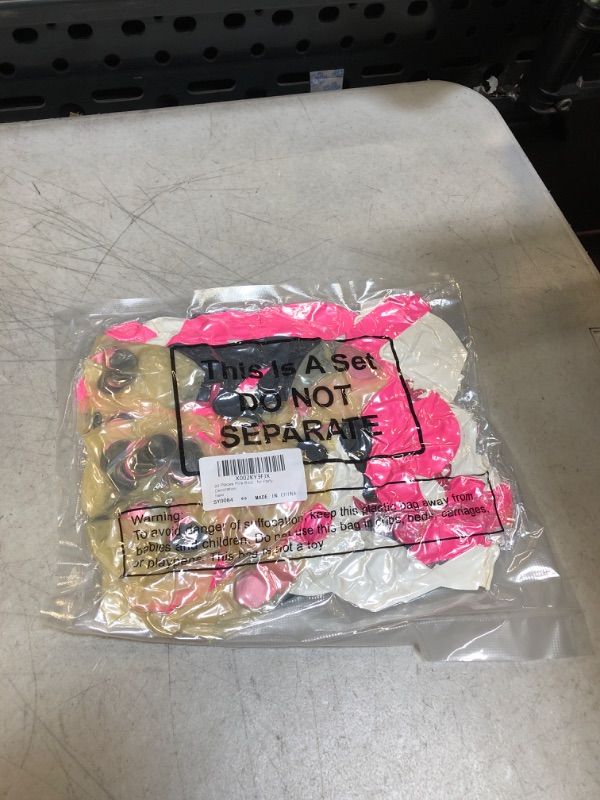 This Is A Set
DO NOT
SEPARATE
Decoration
SY9064 ** MADE IN CHINA
Warning:
To avoid danger of suffocation, keep this plastic bag away from
babies and children. Do not use this bag in cribs, beds, carriages,
or playpens. This bag is not a toy